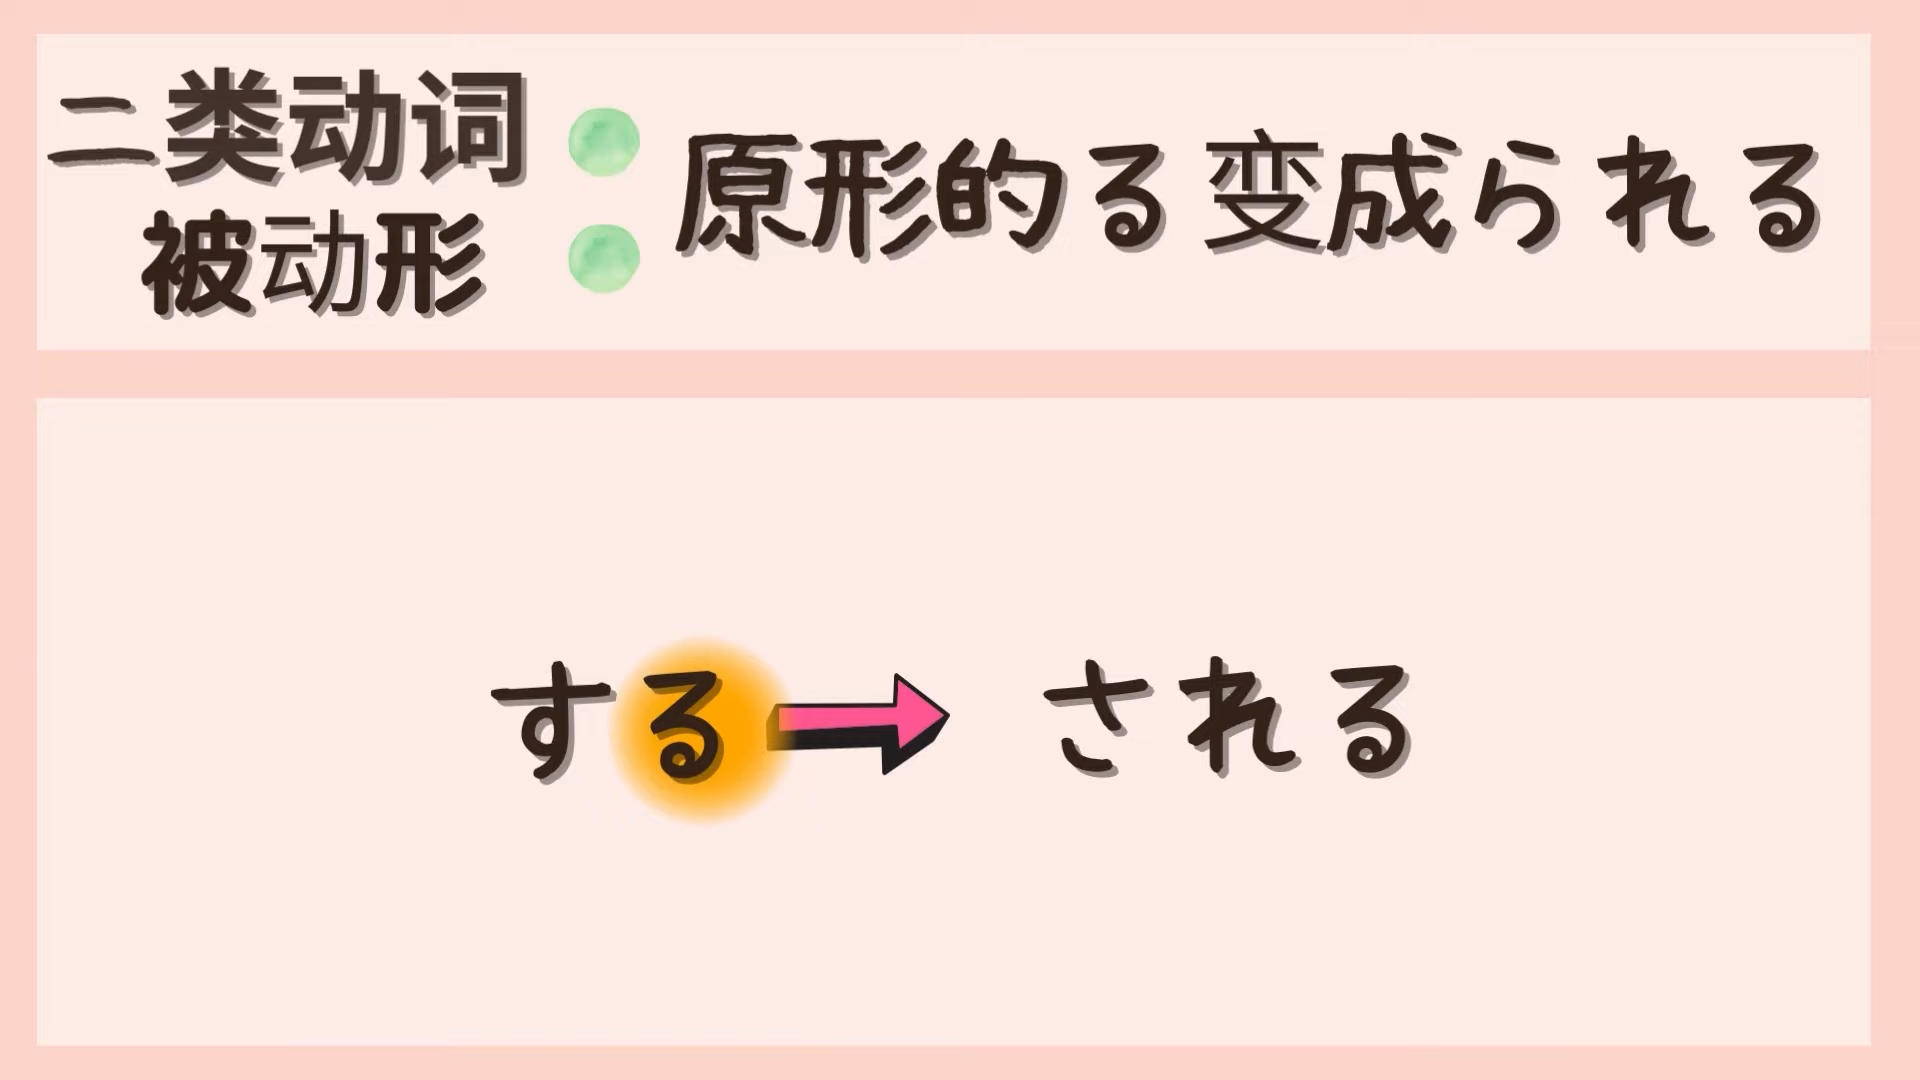 二类动词
被动形
原形的る变成られる
する
される